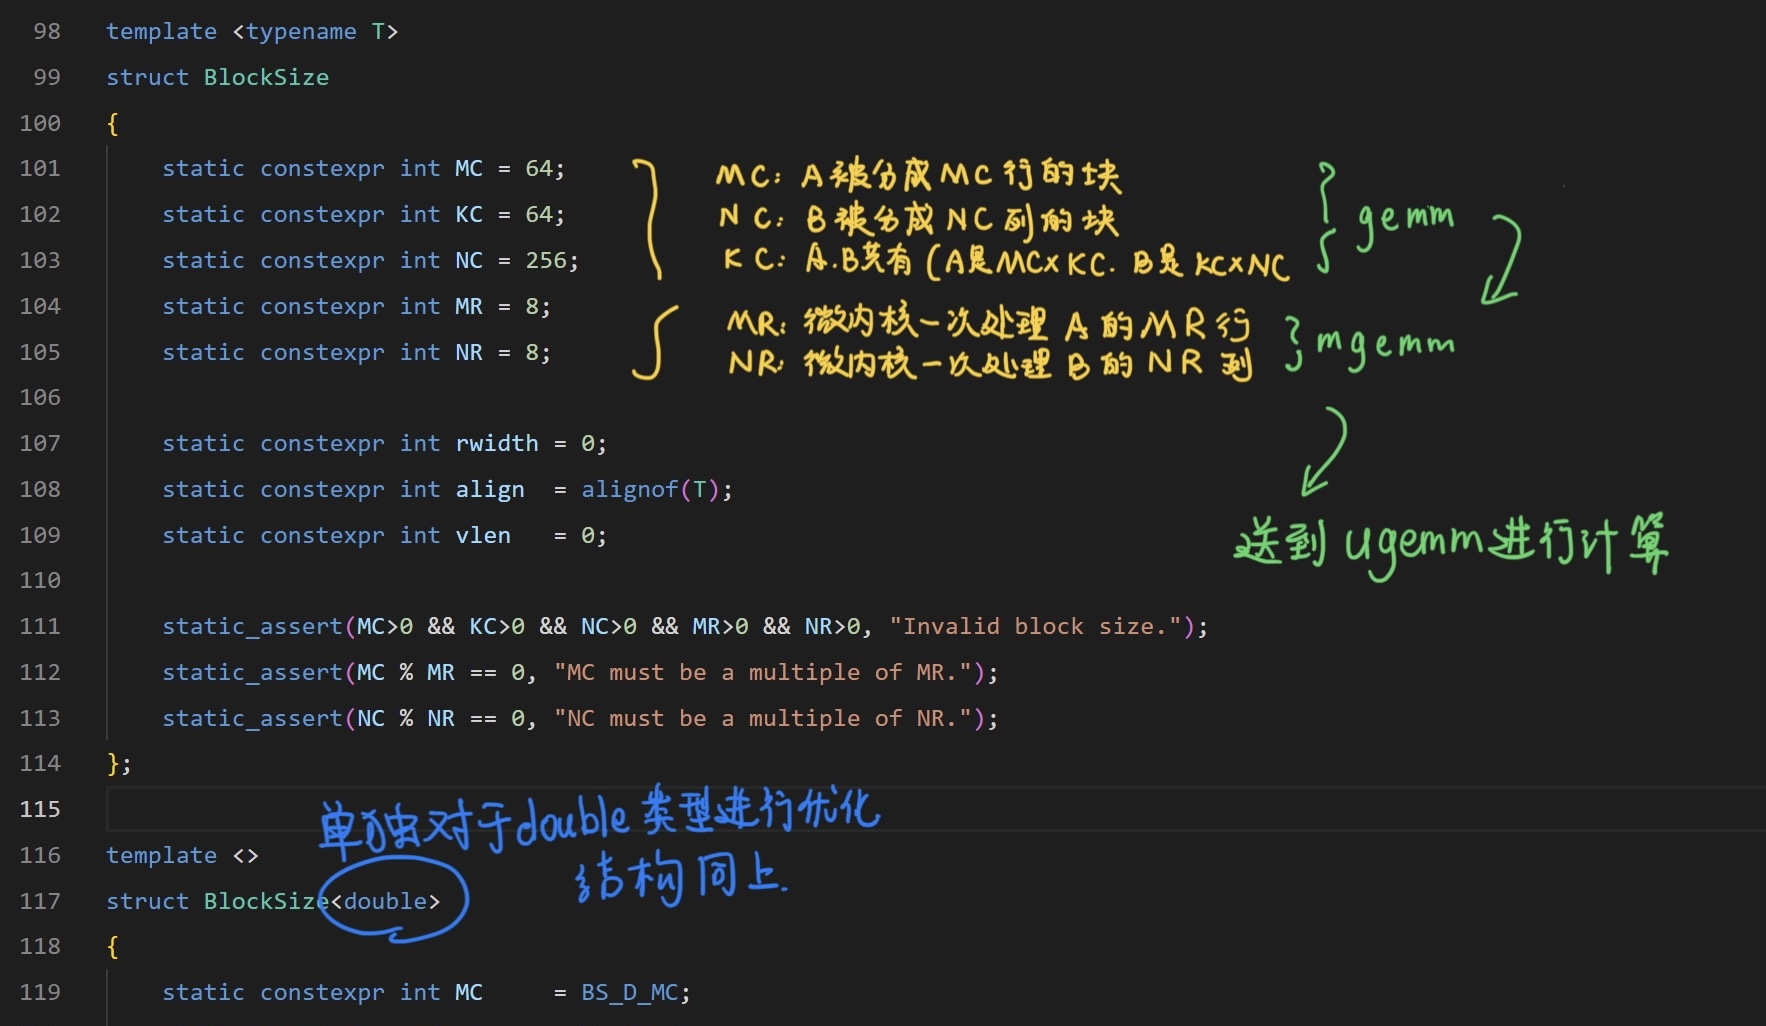 98 template <typename T>
99 struct BlockSize
100 {
101 static constexpr int MC = 64;
MC: A被分成MC行的块
102 static constexpr int KC = 64;
NC: B被分成NC列的块
gemm
103 static constexpr int NC = 256;
KC: A.B共有(A是MC×KC. B是KC×NC
104 static constexpr int MR = 8;
MR: 微内核一次处理A的MR行
105 static constexpr int NR = 8;
NR: 微内核一次处理B的NR列
mgemm
106
107 static constexpr int rwidth = 0;
108 static constexpr int align = alignof(T);
109 static constexpr int vlen = 0;
送到ugemm进行计算
110
111 static_assert(MC>0 && KC>0 && NC>0 && MR>0 && NR>0, "Invalid block size.");
112 static_assert(MC % MR == 0, "MC must be a multiple of MR.");
113 static_assert(NC % NR == 0, "NC must be a multiple of NR.");
114 };
115
单独对于double类型进行优化
结构同上.
116 template <>
117 struct BlockSize<double>
118 {
119 static constexpr int MC = BS_D_MC;